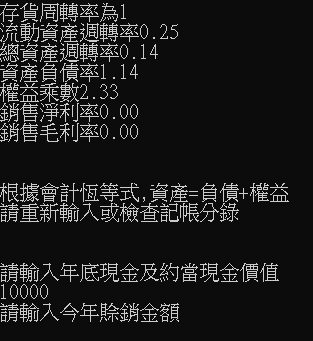 存貨周轉率為1
流動資產週轉率0.25
總資產週轉率0.14
資產負債率1.14
權益乘數2.33
銷售淨利率0.00
銷售毛利率0.00
根據會計恆等式,資產=負債+權益
請重新輸入或檢查記帳分錄
請輸入年底現金及約當現金價值
10000
請輸入今年賒銷金額